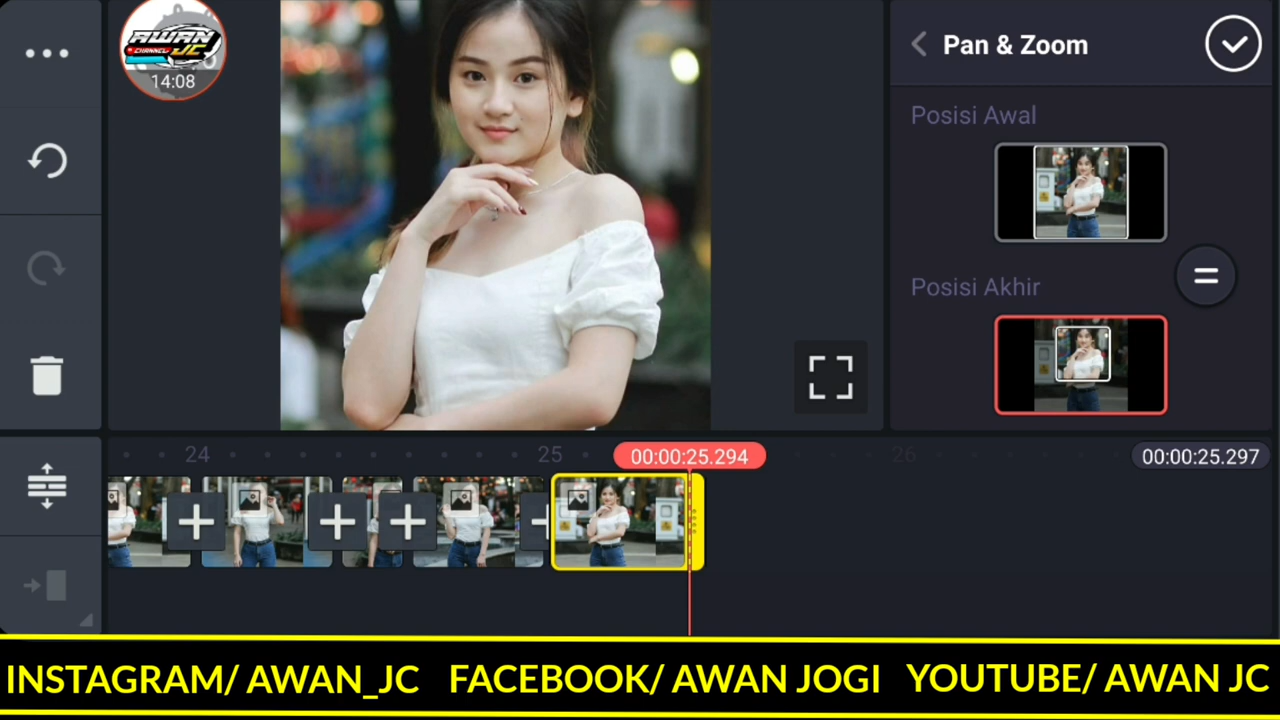 AWAN
CHANNEL JC
14:08
Pan & Zoom
Posisi Awal
Posisi Akhir
24
25
00:00:25.294
26
00:00:25.297
INSTAGRAM/ AWAN_JC FACEBOOK/ AWAN JOGI YOUTUBE/ AWAN JC